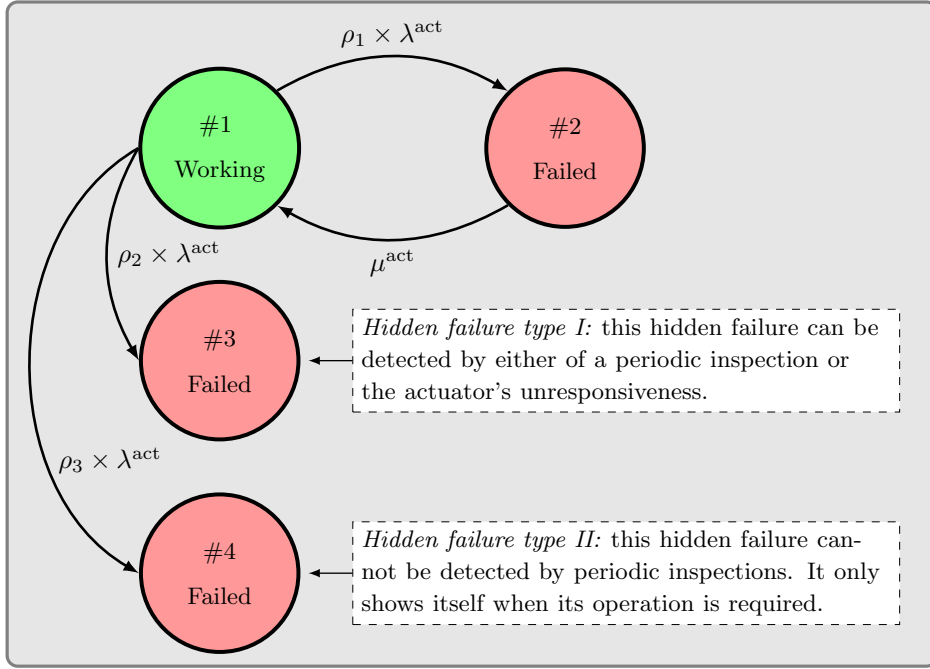 ρ₁ × λᵃᶜᵗ
#1
Working
#2
Failed
μᵃᶜᵗ
ρ₂ × λᵃᶜᵗ
#3
Failed
Hidden failure type I: this hidden failure can be
detected by either of a periodic inspection or
the actuator's unresponsiveness.
ρ₃ × λᵃᶜᵗ
#4
Failed
Hidden failure type II: this hidden failure can-
not be detected by periodic inspections. It only
shows itself when its operation is required.